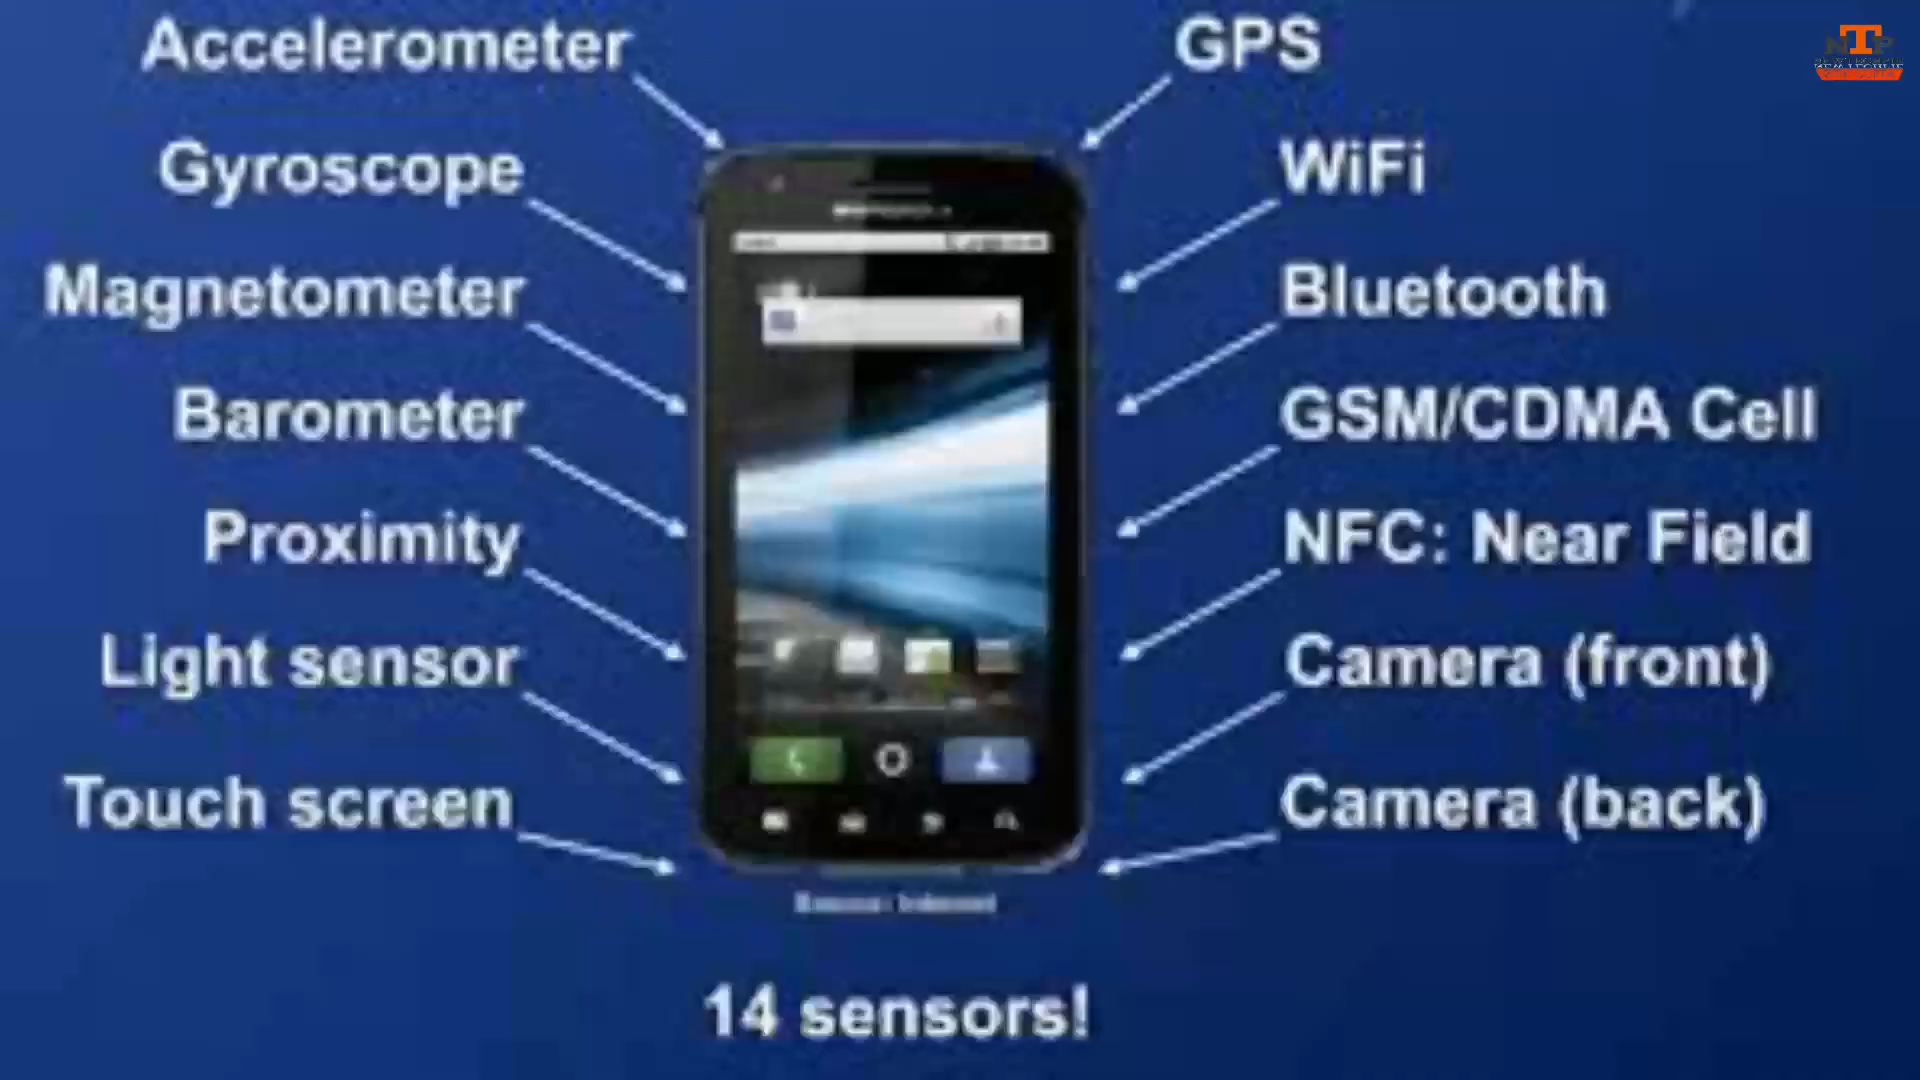 Accelerometer
Gyroscope
Magnetometer
Barometer
Proximity
Light sensor
Touch screen
GPS
WiFi
Bluetooth
GSM/CDMA Cell
NFC: Near Field
Camera (front)
Camera (back)
14 sensors!
NTP